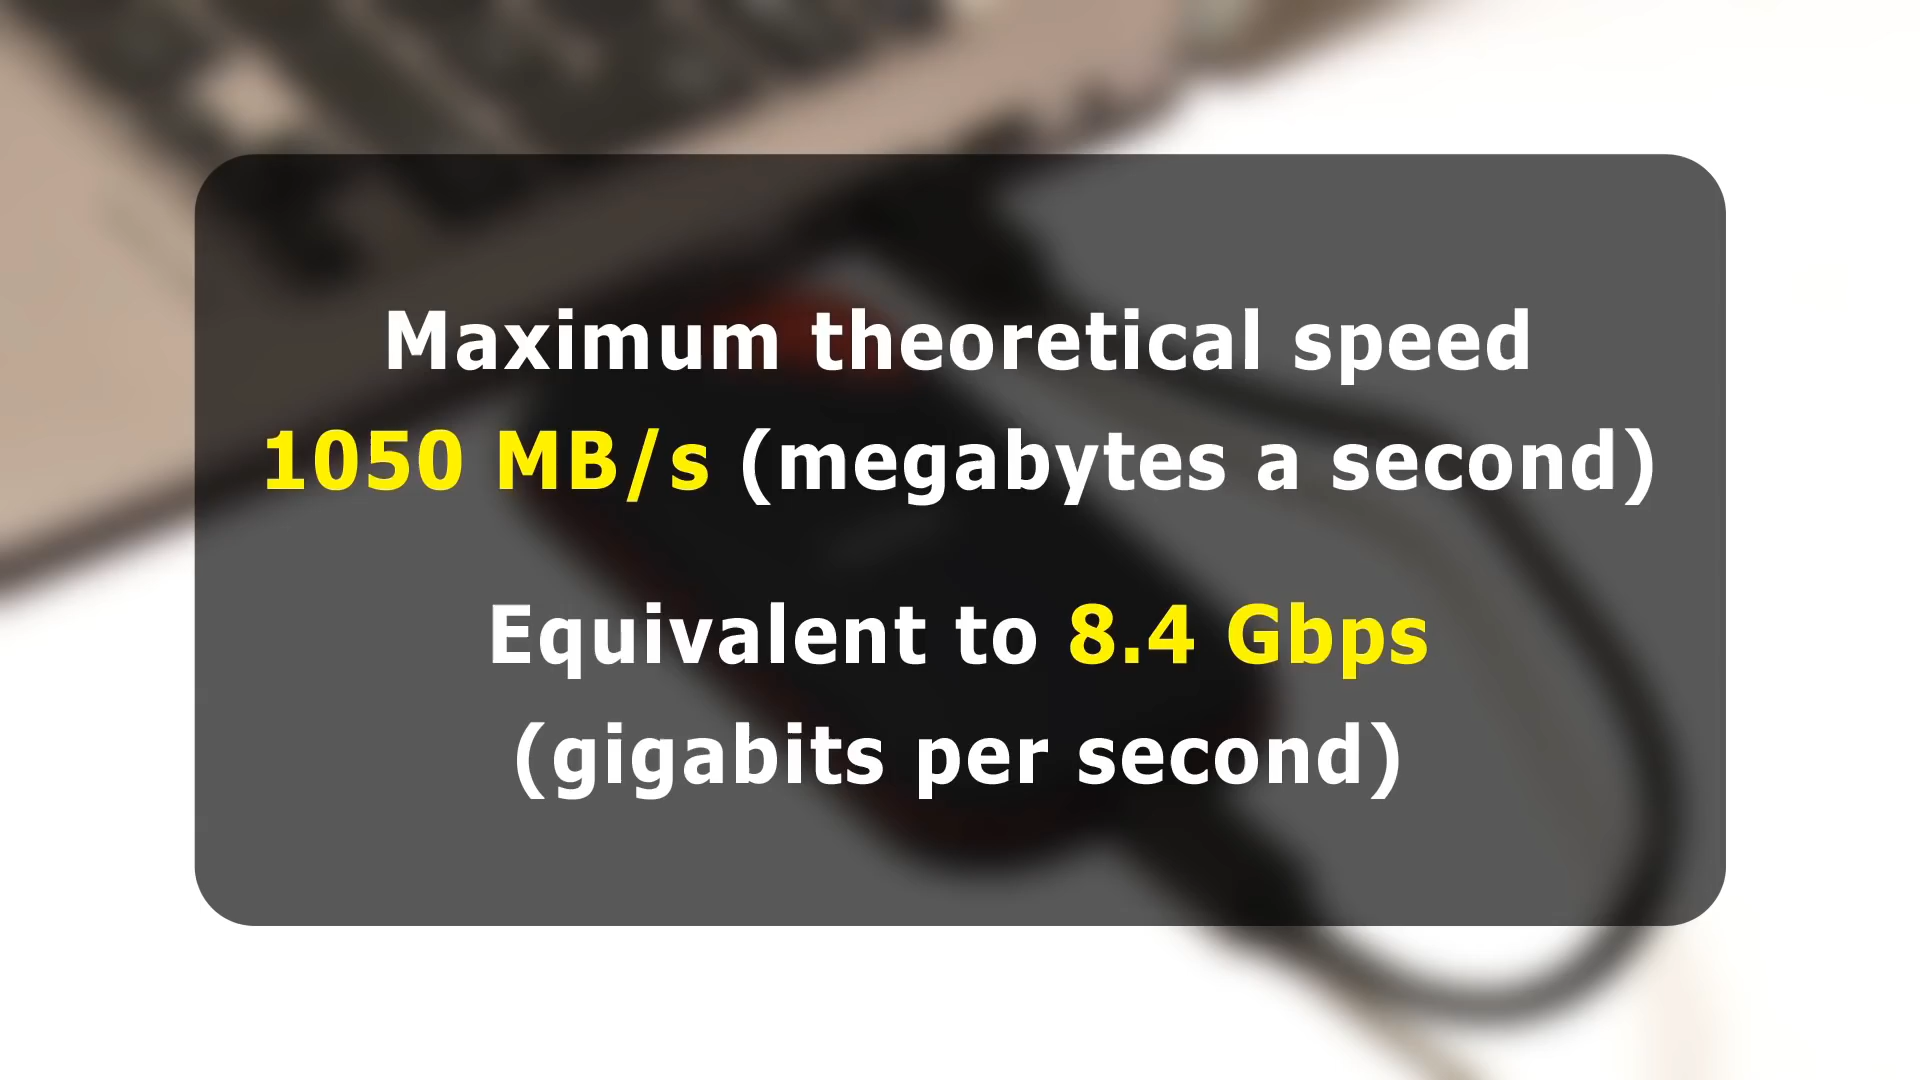 Maximum theoretical speed
1050 MB/s (megabytes a second)
Equivalent to 8.4 Gbps
(gigabits per second)